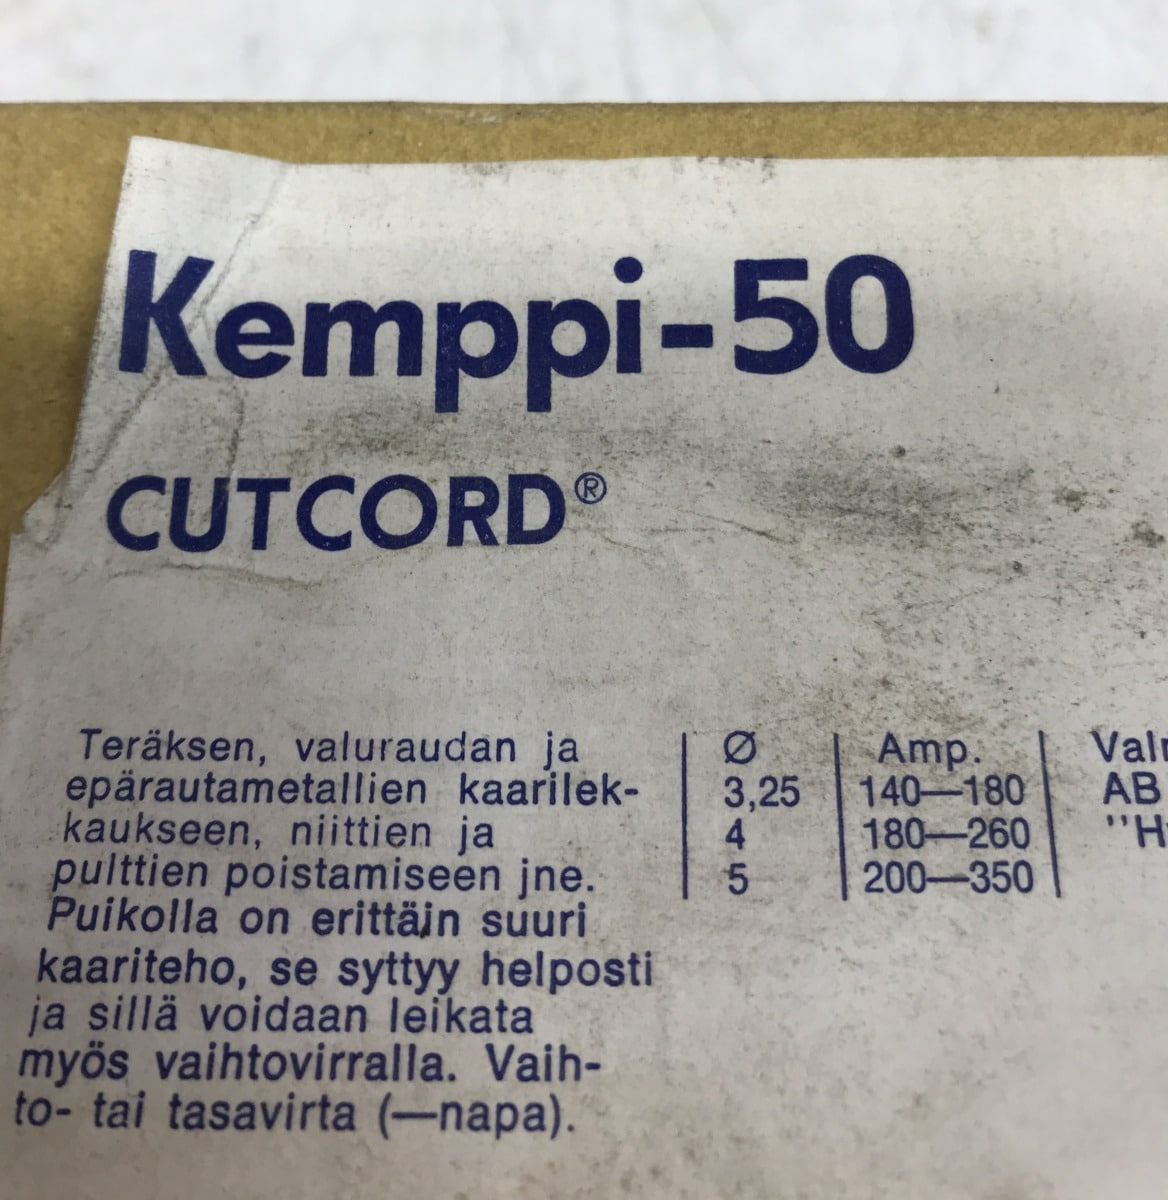 Kemppi-50
CUTCORD®
Teräksen, valuraudan ja
epärautametallien kaarilek-
kaukseen, niittien ja
pulttien poistamiseen jne.
Puikolla on erittäin suuri
kaariteho, se syttyy helposti
ja sillä voidaan leikata
myös vaihtovirralla. Vaih-
to- tai tasavirta (—napa).
Ø Amp.
3,25 140—180 AB
4 180—260
5 200—350